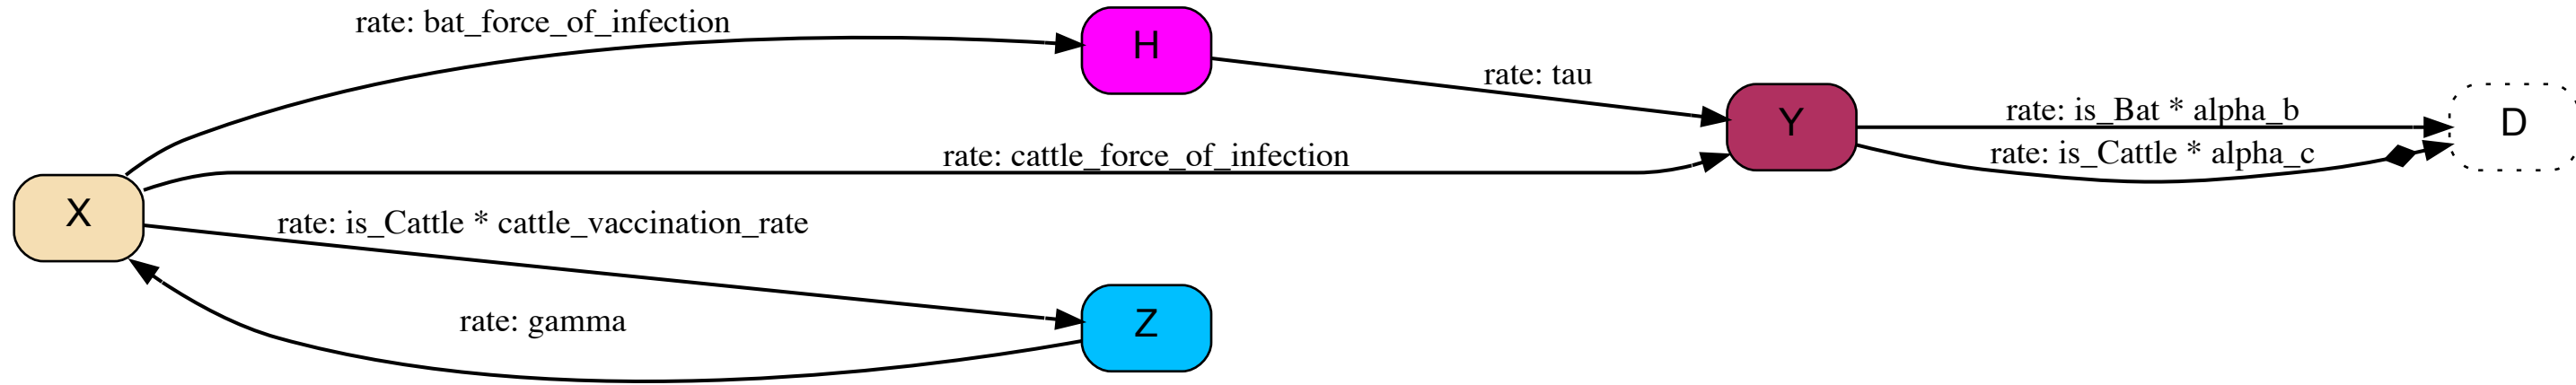 rate: bat_force_of_infection
H
rate: tau
Y
rate: is_Bat * alpha_b
D
rate: cattle_force_of_infection
rate: is_Cattle * alpha_c
X
rate: is_Cattle * cattle_vaccination_rate
rate: gamma
Z